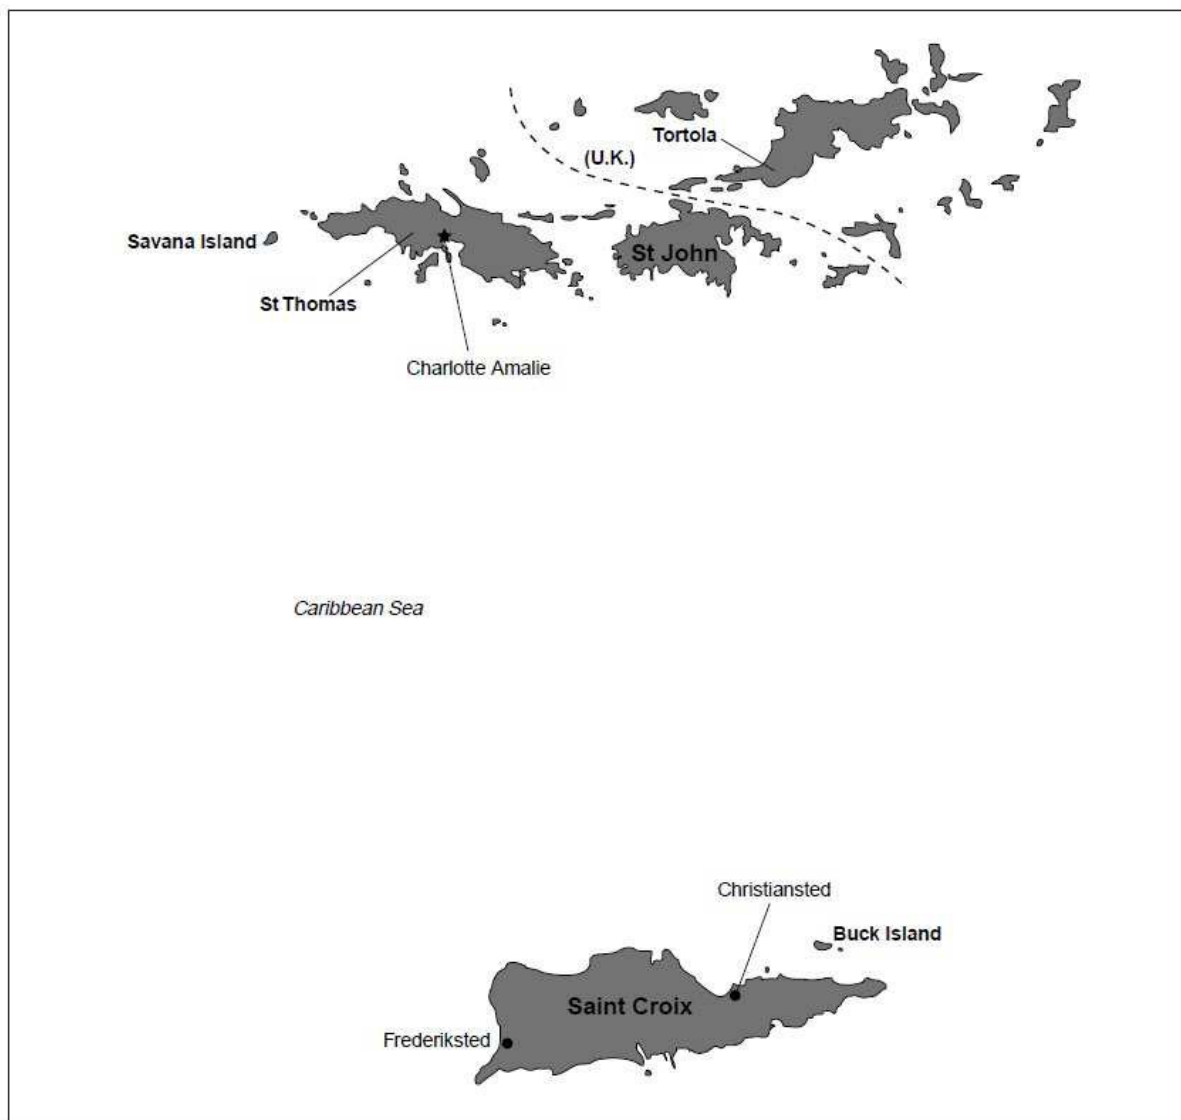 Tortola
(U.K.)
Savana Island
St John
St Thomas
Charlotte Amalie
Caribbean Sea
Christiansted
Buck Island
Saint Croix
Frederiksted